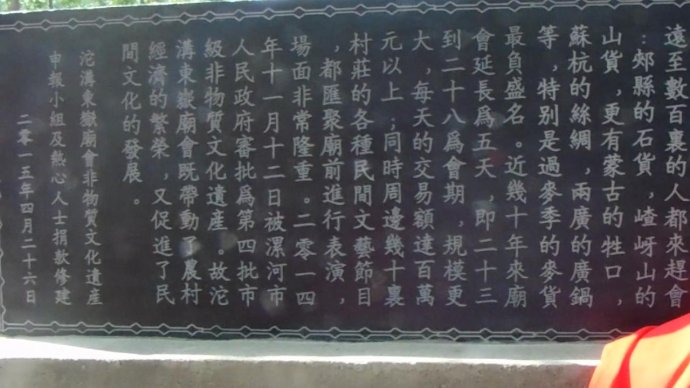 遠至數百裏的人都來趕會
：郟縣的石貨，嵖岈山的
山貨，更有蒙古的牲口，
蘇杭的絲綢，兩廣的廣鍋
等，特别是過麥季的麥貨
最負盛名。近幾十年來廟
會延長爲五天，即二十三
到二十八爲會期，規模更
大，每天的交易額達百萬
元以上；同時周邊幾十裏
村莊的各種民間文藝節目
，都匯聚廟前進行表演，
場面非常隆重。二零一四
年十一月十二日被漯河市
人民政府審批爲第四批市
級非物質文化遺産。故沱
溝東嶽廟會既帶動了農村
經濟的繁榮，又促進了民
間文化的發展。
沱溝東嶽廟會非物質文化遺産
申報小組及熱心人士捐款修建
二零一五年四月二十六日